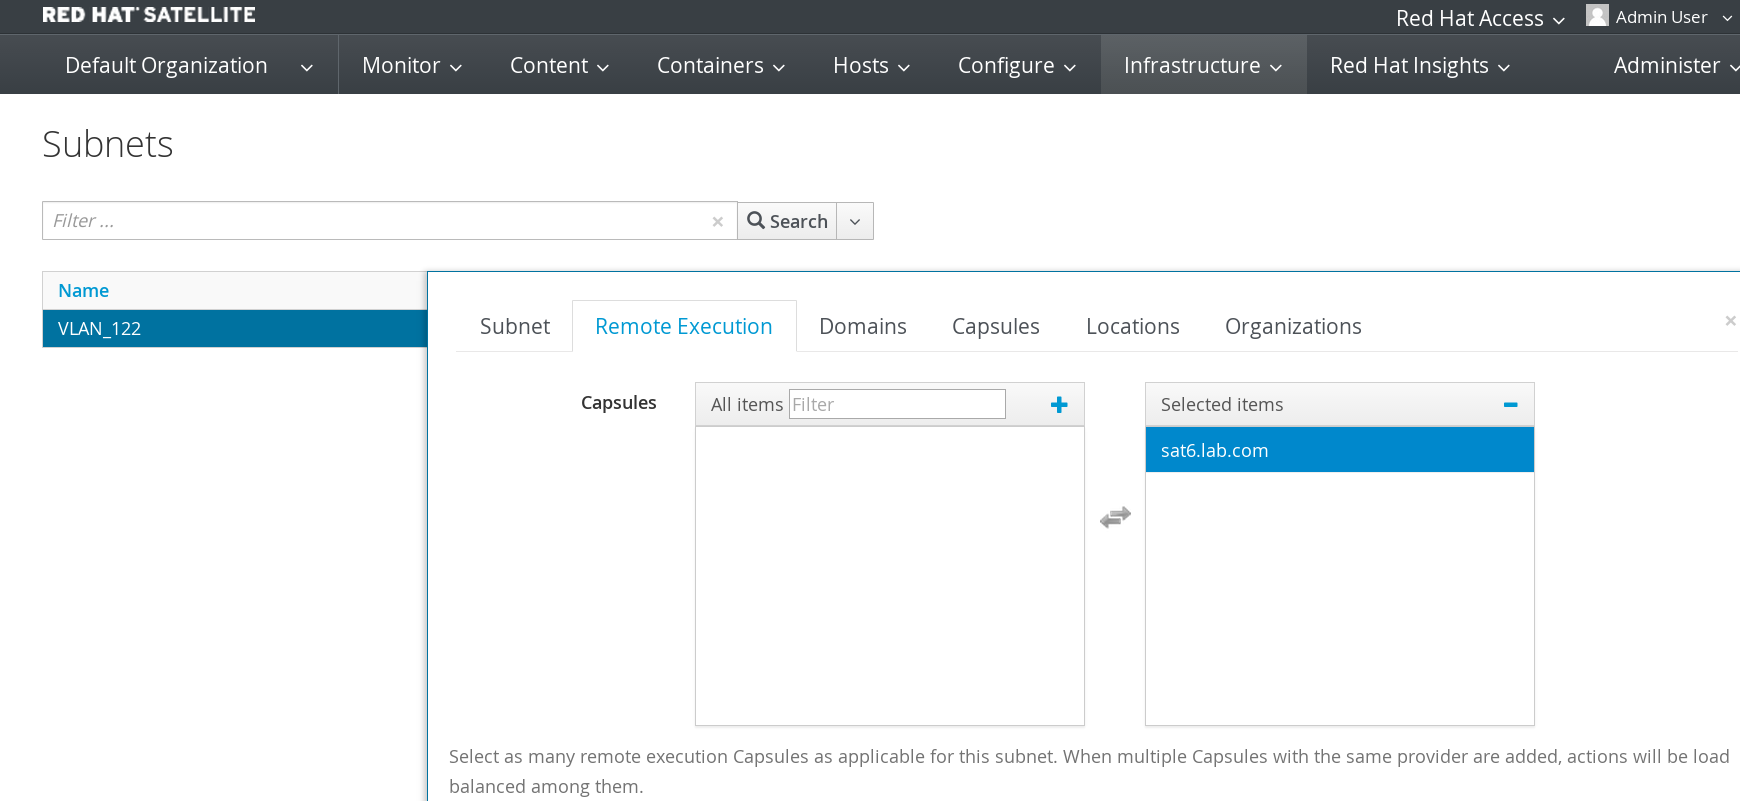 RED HAT SATELLITE
Red Hat Access Admin User
Default Organization Monitor Content Containers Hosts Configure Infrastructure Red Hat Insights Administer
Subnets
Filter ... × Search
Name
VLAN_122
Subnet Remote Execution Domains Capsules Locations Organizations ×
Capsules All items Filter + Selected items −
sat6.lab.com
Select as many remote execution Capsules as applicable for this subnet. When multiple Capsules with the same provider are added, actions will be load
balanced among them.